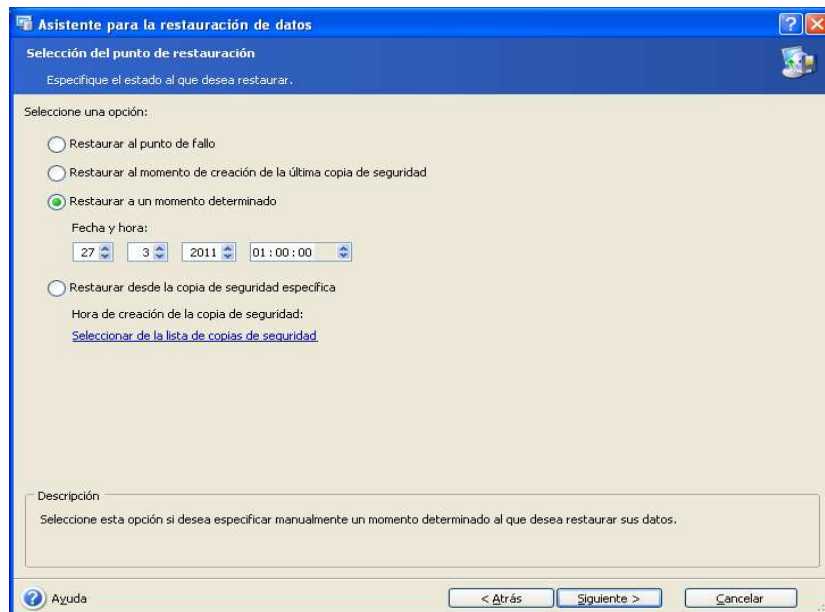 Asistente para la restauración de datos
Selección del punto de restauración
Especifique el estado al que desea restaurar.
Seleccione una opción:
Restaurar al punto de fallo
Restaurar al momento de creación de la última copia de seguridad
Restaurar a un momento determinado
Fecha y hora:
27 3 2011 01:00:00
Restaurar desde la copia de seguridad específica
Hora de creación de la copia de seguridad:
Seleccionar de la lista de copias de seguridad
Descripción
Seleccione esta opción si desea especificar manualmente un momento determinado al que desea restaurar sus datos.
Ayuda < Atrás Siguiente > Cancelar